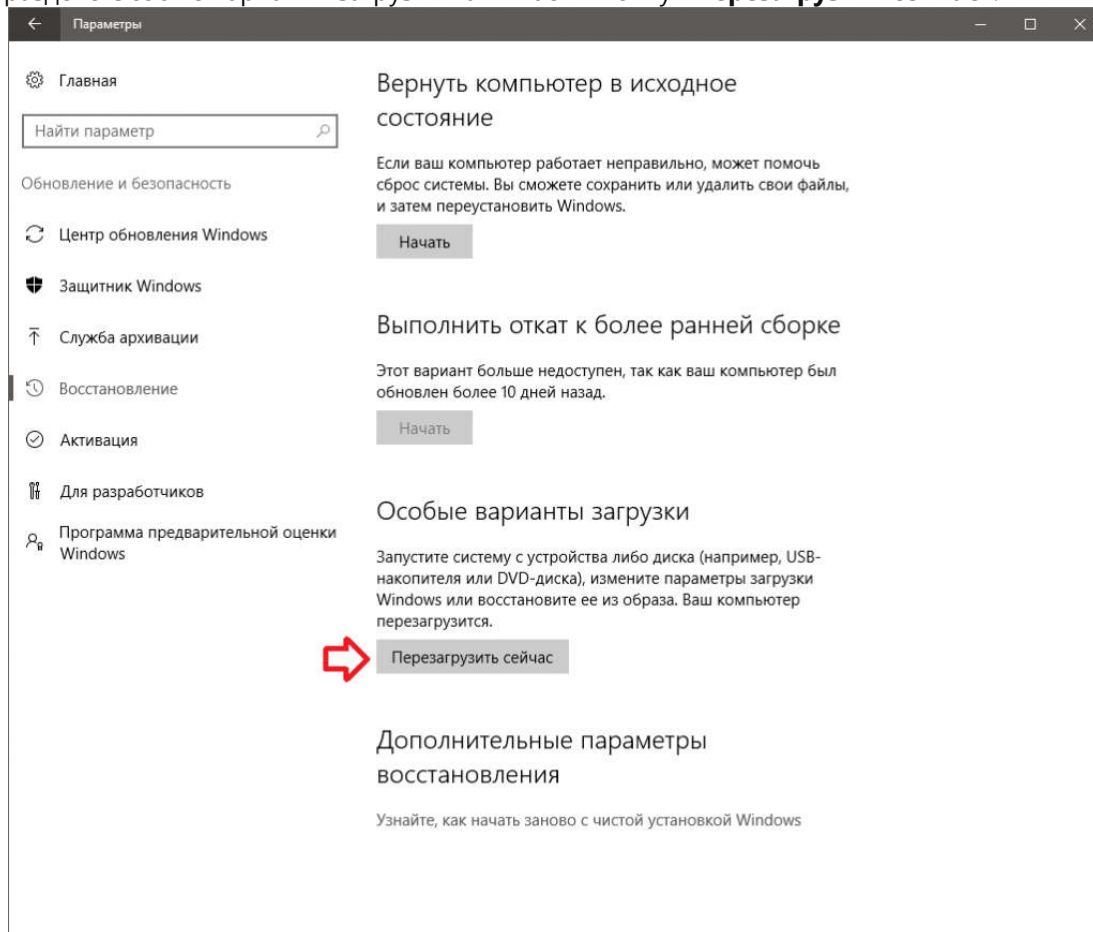 Параметры
Главная
Найти параметр
Обновление и безопасность
Центр обновления Windows
Защитник Windows
Служба архивации
Восстановление
Активация
Для разработчиков
Программа предварительной оценки
Windows
Вернуть компьютер в исходное
состояние
Если ваш компьютер работает неправильно, может помочь
сброс системы. Вы сможете сохранить или удалить свои файлы,
и затем переустановить Windows.
Начать
Выполнить откат к более ранней сборке
Этот вариант больше недоступен, так как ваш компьютер был
обновлен более 10 дней назад.
Начать
Особые варианты загрузки
Запустите систему с устройства либо диска (например, USB-
накопителя или DVD-диска), измените параметры загрузки
Windows или восстановите ее из образа. Ваш компьютер
перезагрузится.
Перезагрузить сейчас
Дополнительные параметры
восстановления
Узнайте, как начать заново с чистой установкой Windows